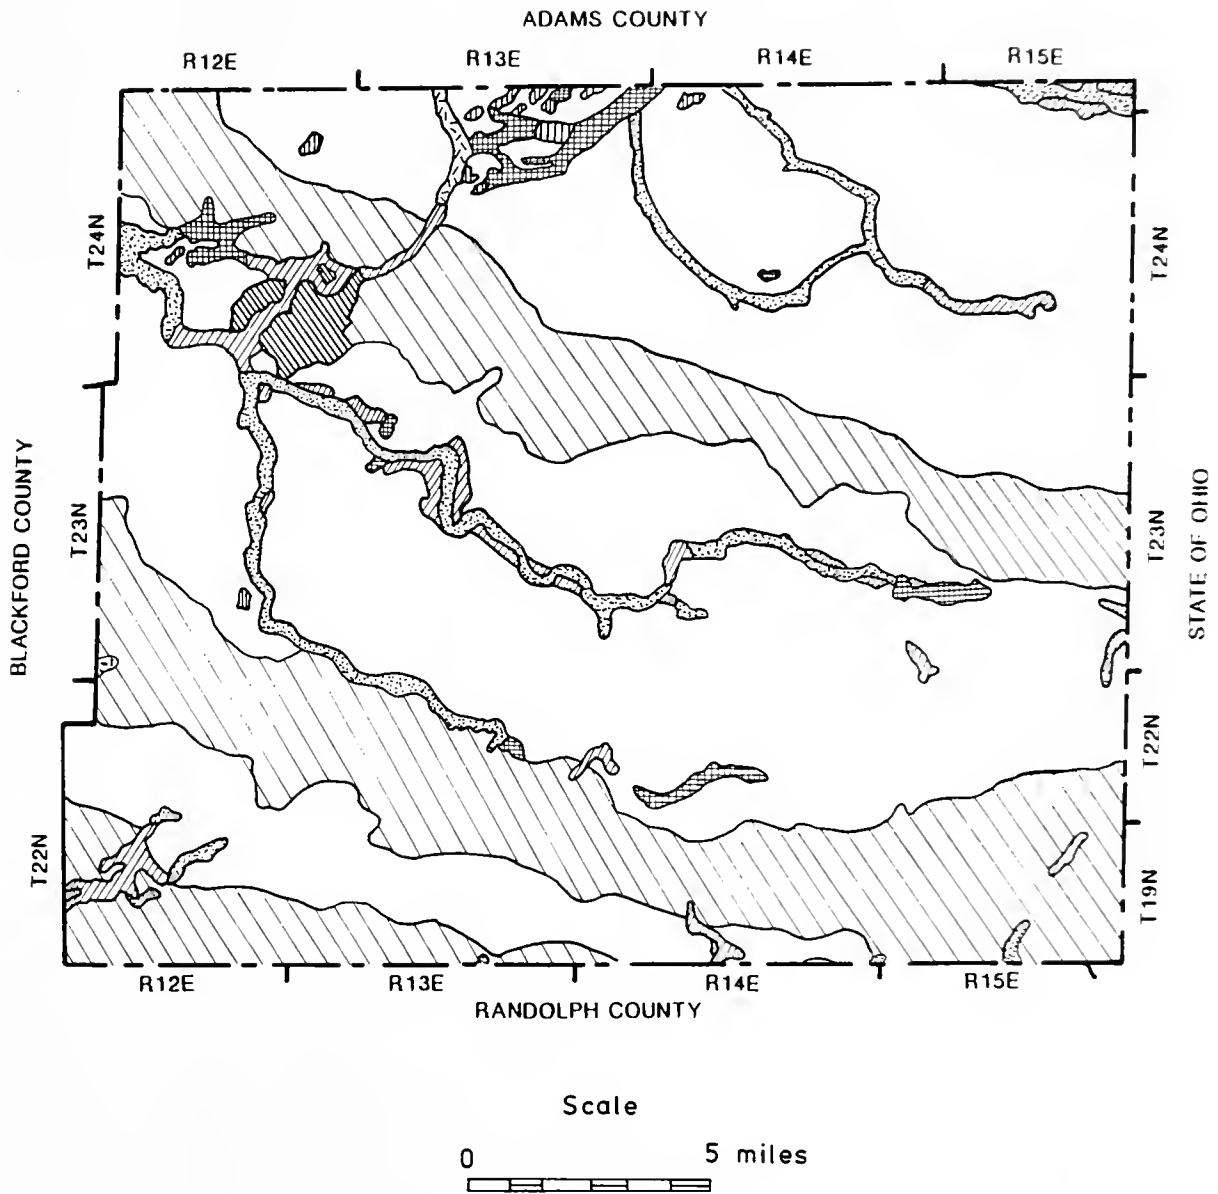 ADAMS COUNTY
R12E
R13E
R14E
R15E
T24N
T24N
BLACKFORD COUNTY
T23N
T23N
STATE OF OHIO
T22N
T22N
T19N
R12E
R13E
R14E
R15E
RANDOLPH COUNTY
Scale
0
5 miles